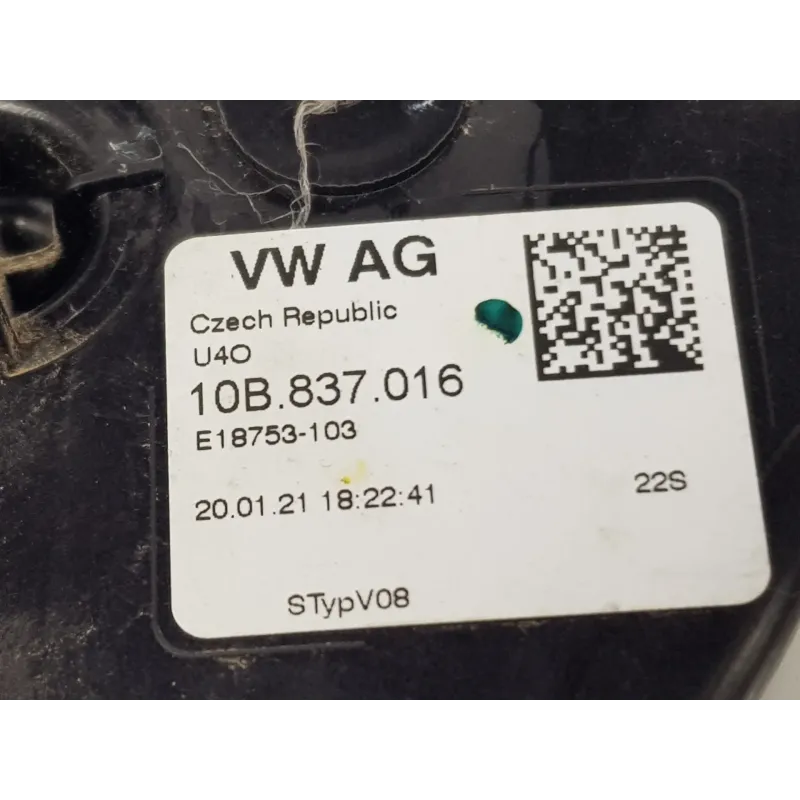 VW AG
Czech Republic
U4O
10B.837.016
E18753-103
20.01.21 18:22:41
22S
STypV08